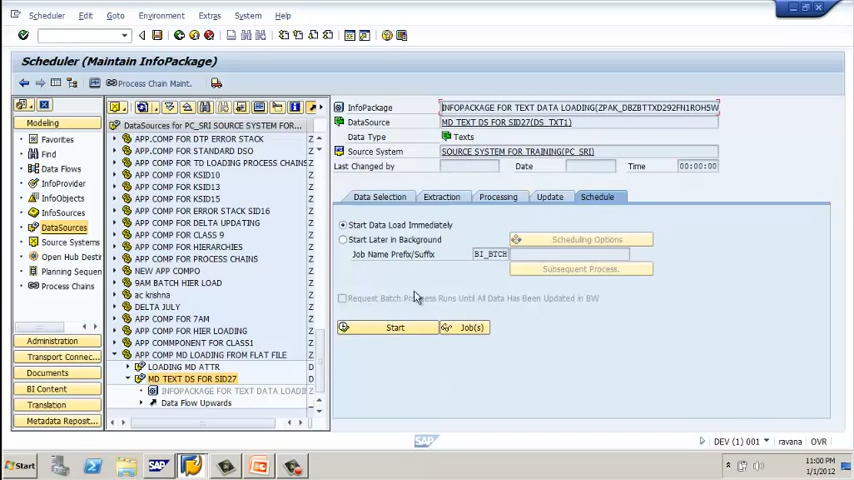 Scheduler Edit Goto Environment Extras System Help
Scheduler (Maintain InfoPackage)
Process Chain Maint.
Modeling
Favorites
Find
Data Flows
InfoProvider
InfoObjects
InfoSources
DataSources
Source Systems
Open Hub Dest
Planning Sequen
Process Chains
Administration
Transport Connec...
Documents
BI Content
Translation
Metadata Reposit...
DataSources for PC_SRI SOURCE SYSTEM FOR...
APP.COMP FOR DTP ERROR STACK
APP.COMP FOR STANDARD DSO Z
APP.COMP FOR TD LOADING PROCESS CHAINS
APP.COMP FOR KSID10 Z
APP.COMP FOR KSID13 Z
APP.COMP FOR KSID15 Z
APP.COMP FOR ERROR STACK SID16 Z
APP.COMP FOR DELTA UPDATING Z
APP COMP FOR CLASS 9 Z
APP COMP FOR HIERARCHIES Z
APP COMP FOR PROCESS CHAINS Z
NEW APP COMPO Z
9AM BATCH HIER LOAD Z
ac krishna Z
DELTA JULY Z
APP COMP FOR 7AM Z
APP COMP FOR HIER LOADING Z
APP COMMPONENT FOR CLASS1 Z
APP COMP MD LOADING FROM FLAT FILE Z
LOADING MD ATTR D
MD TEXT DS FOR SID27 D
INFOPACKAGE FOR TEXT DATA LOADIN Z
Data Flow Upwards
InfoPackage INFOPACKAGE FOR TEXT DATA LOADING(ZPAK_DBZBTTXD292FN1ROH5W
DataSource MD TEXT DS FOR SID27(DS_TXT1)
Data Type Texts
Source System SOURCE SYSTEM FOR TRAINING(PC_SRI)
Last Changed by Date Time 00:00:00
Data Selection Extraction Processing Update Schedule
Start Data Load Immediately
Start Later in Background Scheduling Options
Job Name Prefix/Suffix BI_BTCH
Subsequent Process.
Request Batch Process Runs Until All Data Has Been Updated in BW
Start Job(s)
SAP DEV (1) 001 ravana OVR
Start SAP 11:00 PM
1/1/2012